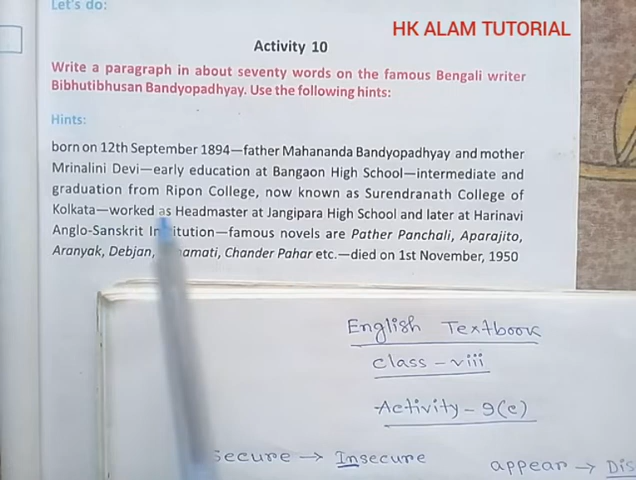 Let's do:
HK ALAM TUTORIAL
Activity 10
Write a paragraph in about seventy words on the famous Bengali writer
Bibhutibhusan Bandyopadhyay. Use the following hints:
Hints:
born on 12th September 1894—father Mahananda Bandyopadhyay and mother
Mrinalini Devi—early education at Bangaon High School—intermediate and
graduation from Ripon College, now known as Surendranath College of
Kolkata—worked as Headmaster at Jangipara High School and later at Harinavi
Anglo-Sanskrit —famous novels are Pather Panchali, Aparajito,
Aranyak, Debjan, Chander Pahar etc.—died on 1st November, 1950
English Textbook
class - viii
Activity - 9(e)
Secure → Insecure
appear → Dis